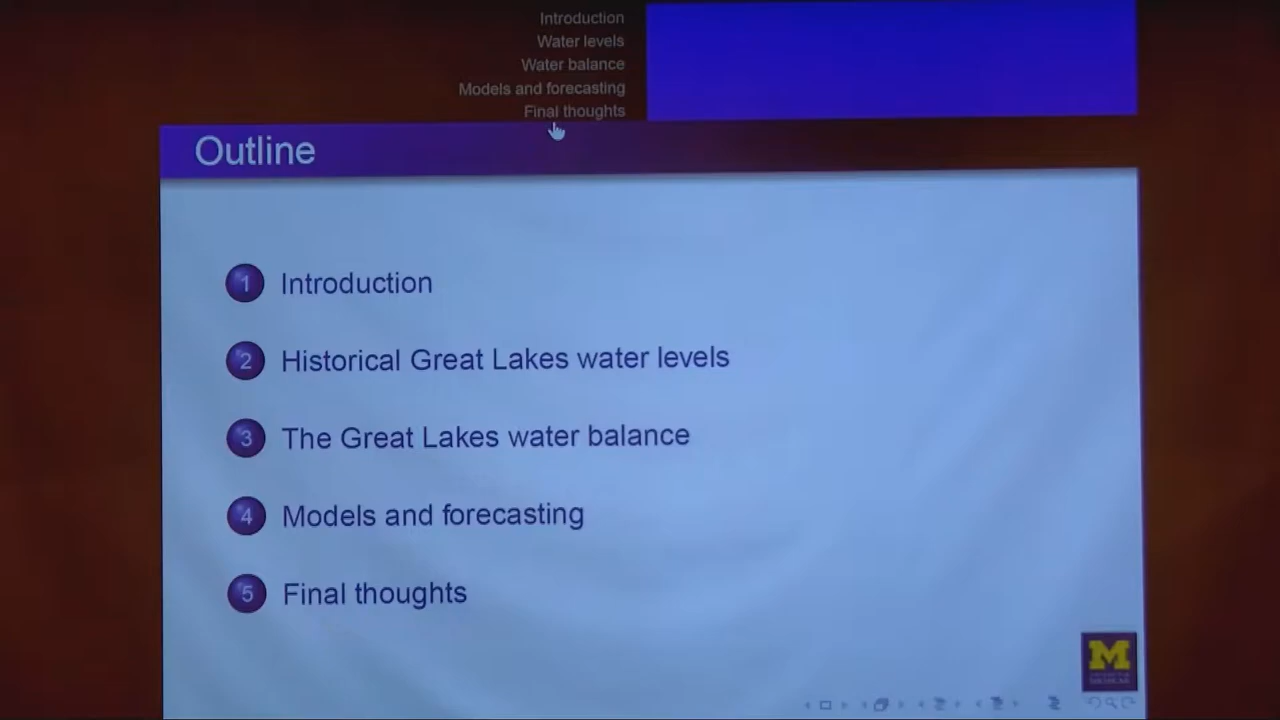 Introduction
Water levels
Water balance
Models and forecasting
Final thoughts
Outline
1 Introduction
2 Historical Great Lakes water levels
3 The Great Lakes water balance
4 Models and forecasting
5 Final thoughts
M